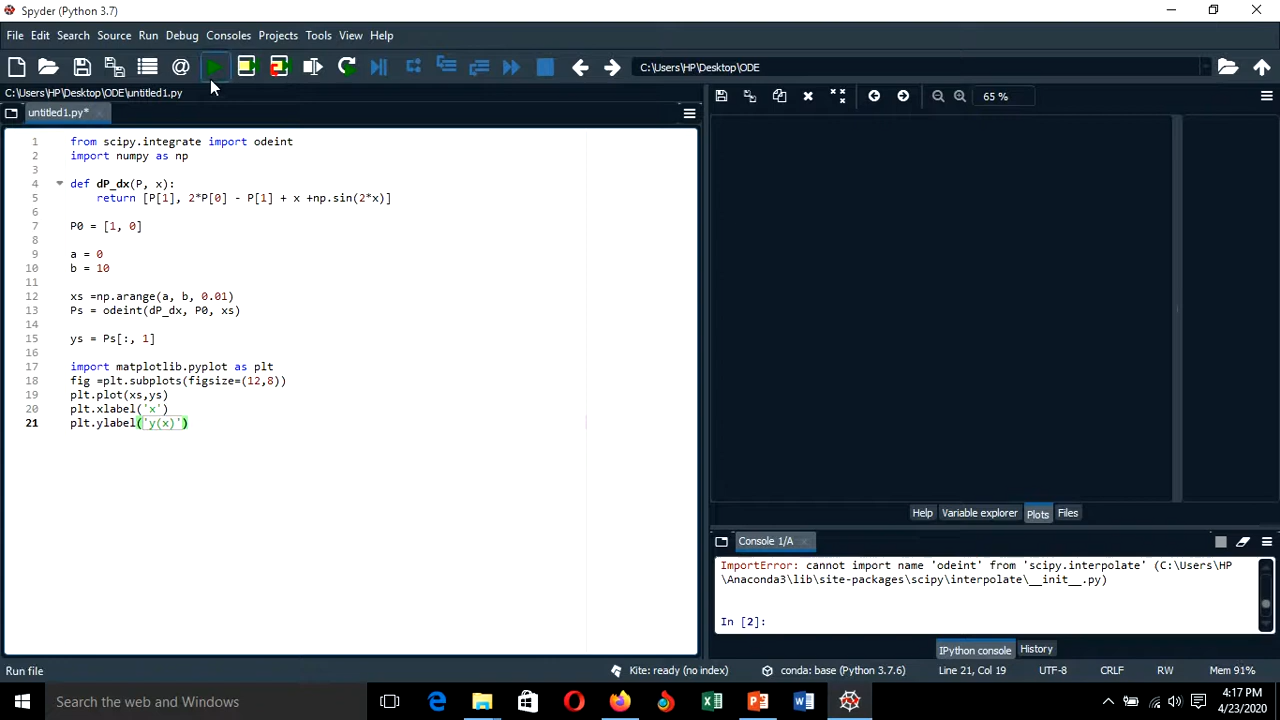 Spyder (Python 3.7)
File Edit Search Source Run Debug Consoles Projects Tools View Help
C:\Users\HP\Desktop\ODE
C:\Users\HP\Desktop\ODE\untitled1.py
untitled1.py*
65 %
1 from scipy.integrate import odeint
2 import numpy as np
3
4 def dP_dx(P, x):
5 return [P[1], 2*P[0] - P[1] + x +np.sin(2*x)]
6
7 P0 = [1, 0]
8
9 a = 0
10 b = 10
11
12 xs =np.arange(a, b, 0.01)
13 Ps = odeint(dP_dx, P0, xs)
14
15 ys = Ps[:, 1]
16
17 import matplotlib.pyplot as plt
18 fig =plt.subplots(figsize=(12,8))
19 plt.plot(xs,ys)
20 plt.xlabel('x')
21 plt.ylabel('y(x)')
Help Variable explorer Plots Files
Console 1/A
ImportError: cannot import name 'odeint' from 'scipy.interpolate' (C:\Users\HP
\Anaconda3\lib\site-packages\scipy\interpolate\__init__.py)
In [2]:
IPython console History
Run file
Kite: ready (no index) conda: base (Python 3.7.6) Line 21, Col 19 UTF-8 CRLF RW Mem 91%
Search the web and Windows
4:17 PM
4/23/2020